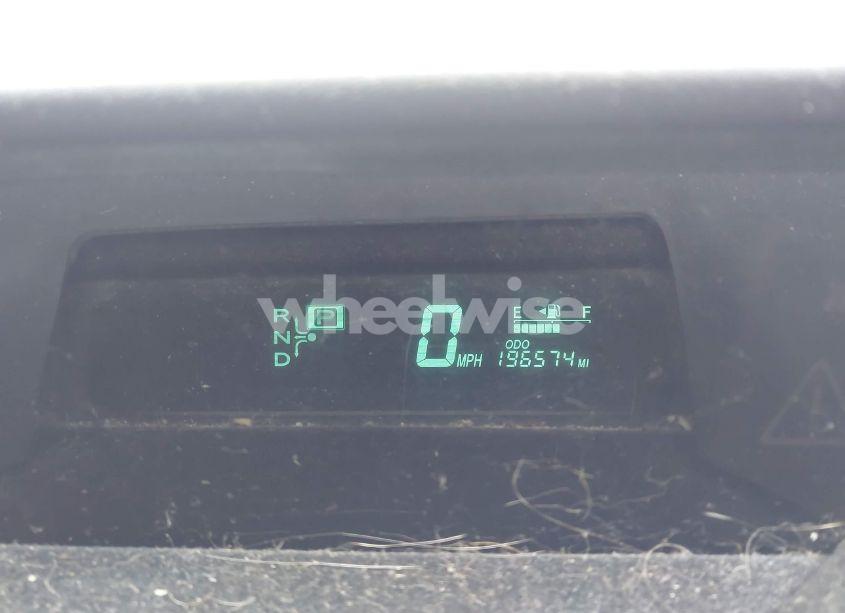 wheelwise
R P
N
D
0 MPH
E F
ODO
196574 MI